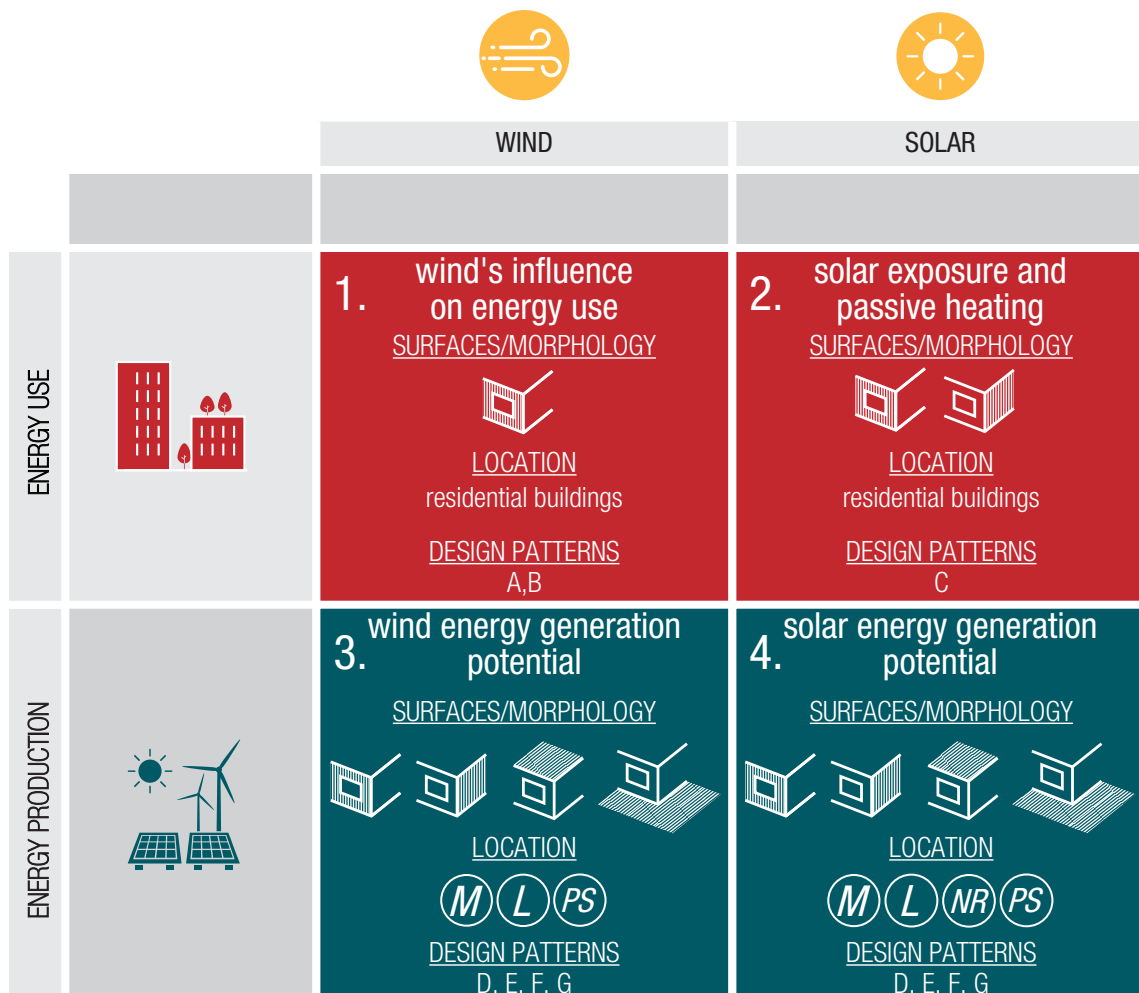 WIND
SOLAR
ENERGY USE
1.
wind's influence
on energy use
SURFACES/MORPHOLOGY
LOCATION
residential buildings
DESIGN PATTERNS
A,B
2.
solar exposure and
passive heating
SURFACES/MORPHOLOGY
LOCATION
residential buildings
DESIGN PATTERNS
C
ENERGY PRODUCTION
3.
wind energy generation
potential
SURFACES/MORPHOLOGY
LOCATION
M L PS
DESIGN PATTERNS
D, E, F, G
4.
solar energy generation
potential
SURFACES/MORPHOLOGY
LOCATION
M L NR PS
DESIGN PATTERNS
D, E, F, G